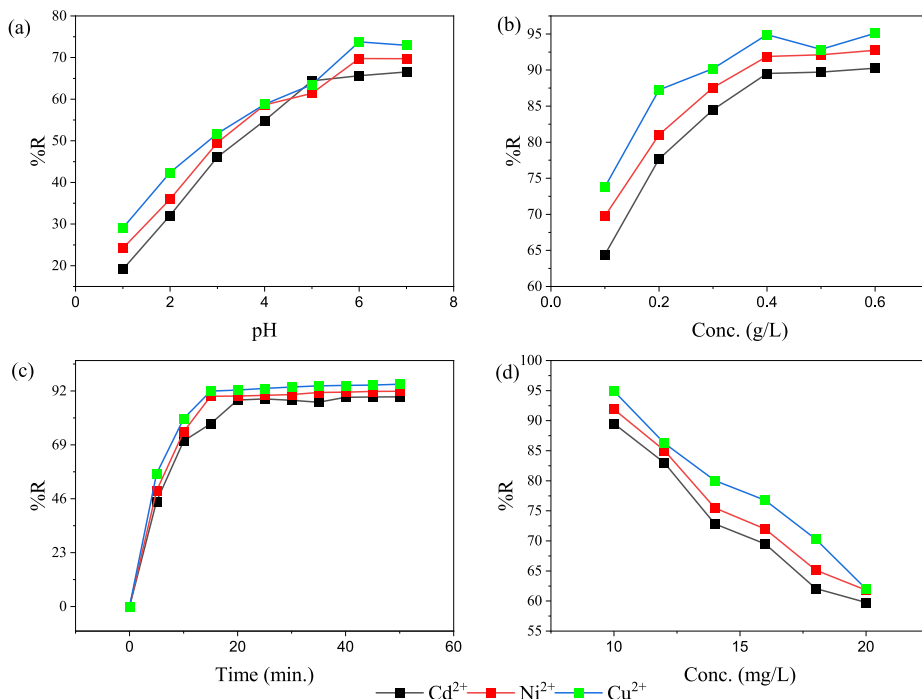 (a)
%R
80
70
60
50
40
30
20
0 2 4 6 8
pH
(b)
%R
95
90
85
80
75
70
65
60
0.0 0.2 0.4 0.6
Conc. (g/L)
(c)
%R
92
69
46
23
0
0 20 40 60
Time (min.)
(d)
%R
100
95
90
85
80
75
70
65
60
55
10 15 20
Conc. (mg/L)
Cd²⁺ Ni²⁺ Cu²⁺